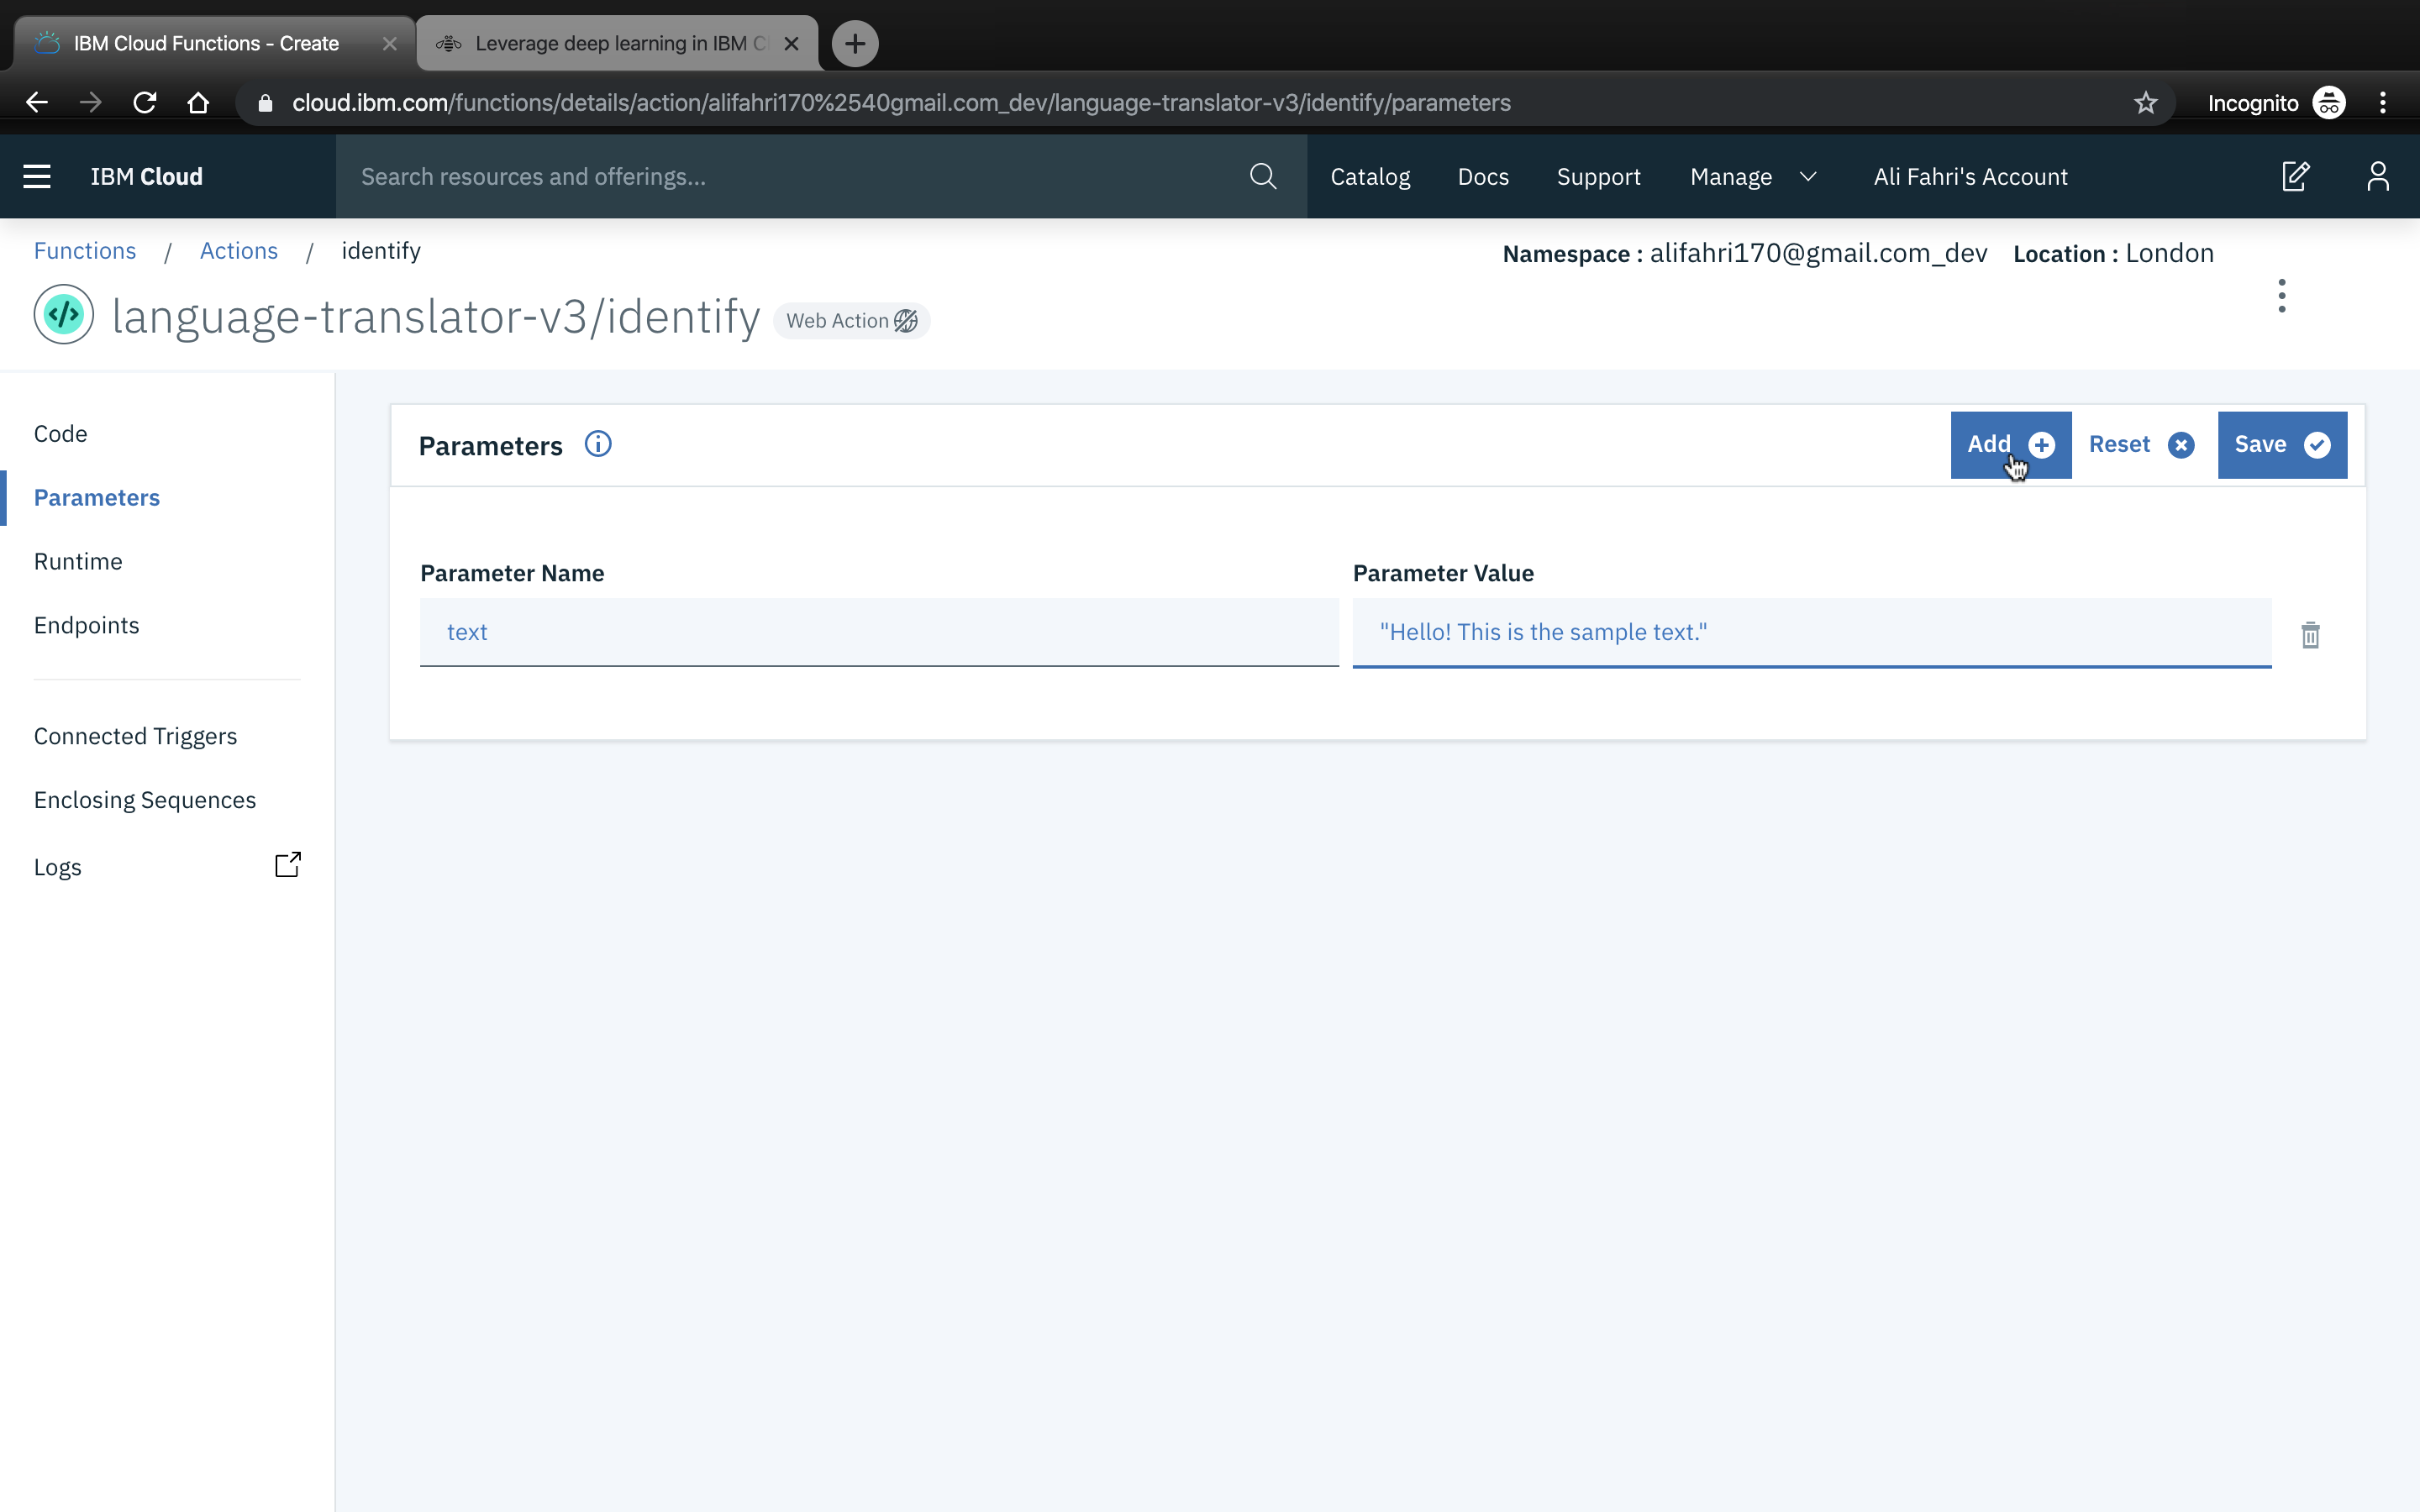 IBM Cloud Functions - Create
Leverage deep learning in IBM C
cloud.ibm.com/functions/details/action/alifahri170%2540gmail.com_dev/language-translator-v3/identify/parameters
Incognito
IBM Cloud
Search resources and offerings...
Catalog
Docs
Support
Manage
Ali Fahri's Account
Functions / Actions / identify
Namespace : alifahri170@gmail.com_dev Location : London
language-translator-v3/identify
Web Action
Code
Parameters
Runtime
Endpoints
Connected Triggers
Enclosing Sequences
Logs
Parameters
Add
Reset
Save
Parameter Name
Parameter Value
text
"Hello! This is the sample text."